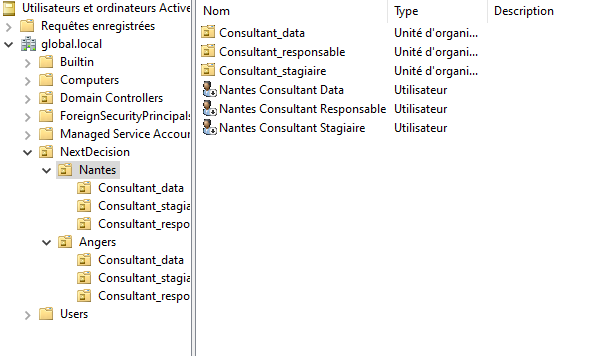 Utilisateurs et ordinateurs Active
Requêtes enregistrées
global.local
Builtin
Computers
Domain Controllers
ForeignSecurityPrincipals
Managed Service Accour
NextDecision
Nantes
Consultant_data
Consultant_stagia
Consultant_respo
Angers
Consultant_data
Consultant_stagia
Consultant_respo
Users
Nom Type Description
Consultant_data Unité d'organi...
Consultant_responsable Unité d'organi...
Consultant_stagiaire Unité d'organi...
Nantes Consultant Data Utilisateur
Nantes Consultant Responsable Utilisateur
Nantes Consultant Stagiaire Utilisateur